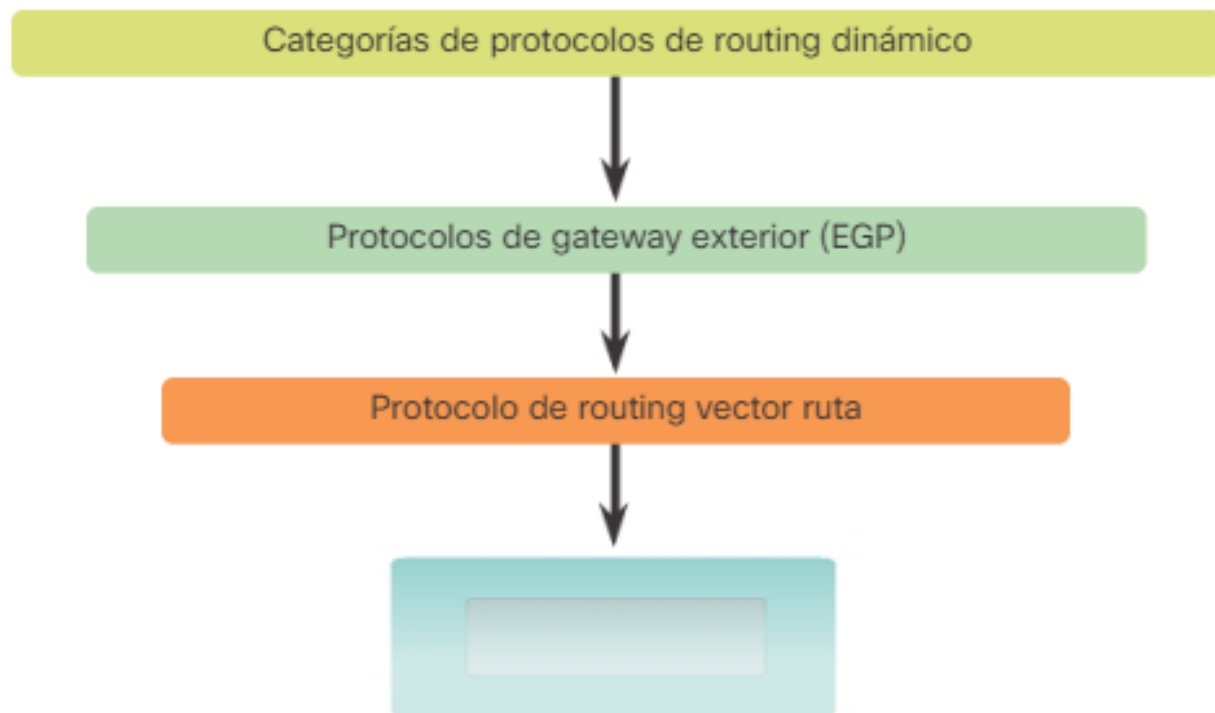 Categorías de protocolos de routing dinámico
Protocolos de gateway exterior (EGP)
Protocolo de routing vector ruta